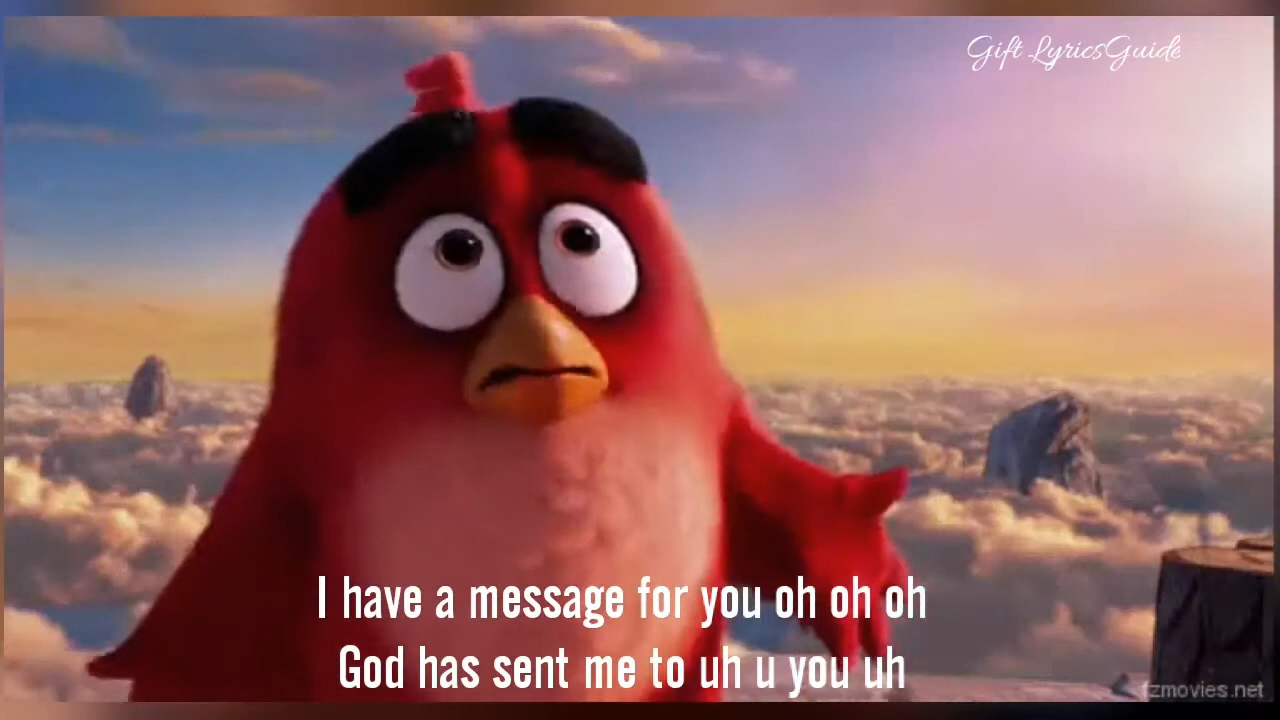 Gift LyricsGuide
I have a message for you oh oh oh
God has sent me to uh u you uh
fzmovies.net